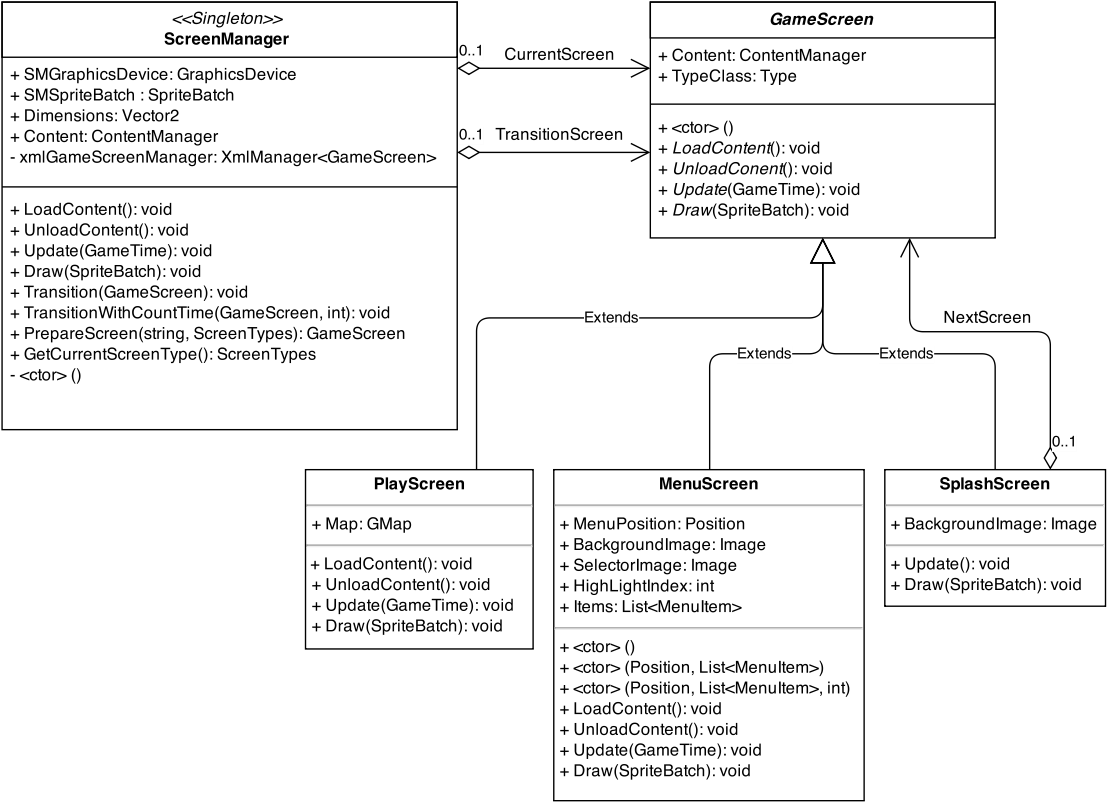 <<Singleton>>
ScreenManager
+ SMGraphicsDevice: GraphicsDevice
+ SMSpriteBatch : SpriteBatch
+ Dimensions: Vector2
+ Content: ContentManager
- xmlGameScreenManager: XmlManager<GameScreen>
+ LoadContent(): void
+ UnloadContent(): void
+ Update(GameTime): void
+ Draw(SpriteBatch): void
+ Transition(GameScreen): void
+ TransitionWithCountTime(GameScreen, int): void
+ PrepareScreen(string, ScreenTypes): GameScreen
+ GetCurrentScreenType(): ScreenTypes
- <ctor> ()
0..1
CurrentScreen
0..1
TransitionScreen
GameScreen
+ Content: ContentManager
+ TypeClass: Type
+ <ctor> ()
+ LoadContent(): void
+ UnloadConent(): void
+ Update(GameTime): void
+ Draw(SpriteBatch): void
Extends
Extends
Extends
NextScreen
0..1
PlayScreen
+ Map: GMap
+ LoadContent(): void
+ UnloadContent(): void
+ Update(GameTime): void
+ Draw(SpriteBatch): void
MenuScreen
+ MenuPosition: Position
+ BackgroundImage: Image
+ SelectorImage: Image
+ HighLightIndex: int
+ Items: List<MenuItem>
+ <ctor> ()
+ <ctor> (Position, List<MenuItem>)
+ <ctor> (Position, List<MenuItem>, int)
+ LoadContent(): void
+ UnloadContent(): void
+ Update(GameTime): void
+ Draw(SpriteBatch): void
SplashScreen
+ BackgroundImage: Image
+ Update(): void
+ Draw(SpriteBatch): void